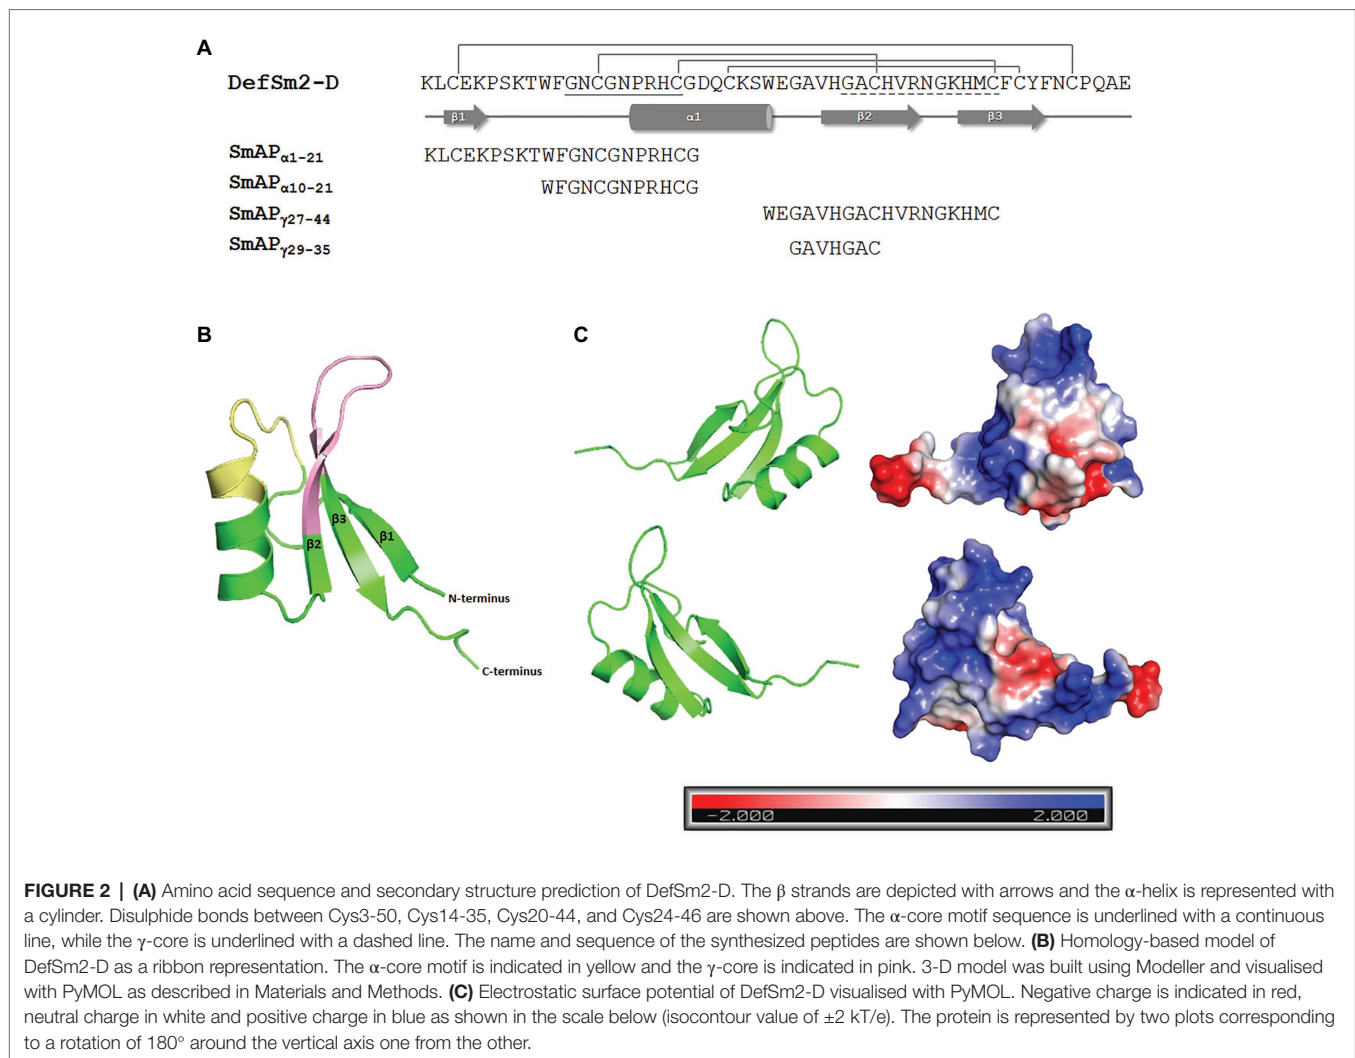 A
DefSm2-D KLCEKPSKTWFGNCGNPRHCGDQCKSWEGAVHGACHVRNGKHMCFCYFNCPQAE
β1 α1 β2 β3
SmAPα1-21 KLCEKPSKTWFGNCGNPRHCG
SmAPα10-21 WFGNCGNPRHCG
SmAPγ27-44 WEGAVHGACHVRNGKHMC
SmAPγ29-35 GAVHGAC
B
β3
β2
β1
N-terminus
C-terminus
C
-2.000 2.000
FIGURE 2 | (A) Amino acid sequence and secondary structure prediction of DefSm2-D. The β strands are depicted with arrows and the α-helix is represented with
a cylinder. Disulphide bonds between Cys3-50, Cys14-35, Cys20-44, and Cys24-46 are shown above. The α-core motif sequence is underlined with a continuous
line, while the γ-core is underlined with a dashed line. The name and sequence of the synthesized peptides are shown below. (B) Homology-based model of
DefSm2-D as a ribbon representation. The α-core motif is indicated in yellow and the γ-core is indicated in pink. 3-D model was built using Modeller and visualised
with PyMOL as described in Materials and Methods. (C) Electrostatic surface potential of DefSm2-D visualised with PyMOL. Negative charge is indicated in red,
neutral charge in white and positive charge in blue as shown in the scale below (isocontour value of ±2 kT/e). The protein is represented by two plots corresponding
to a rotation of 180° around the vertical axis one from the other.